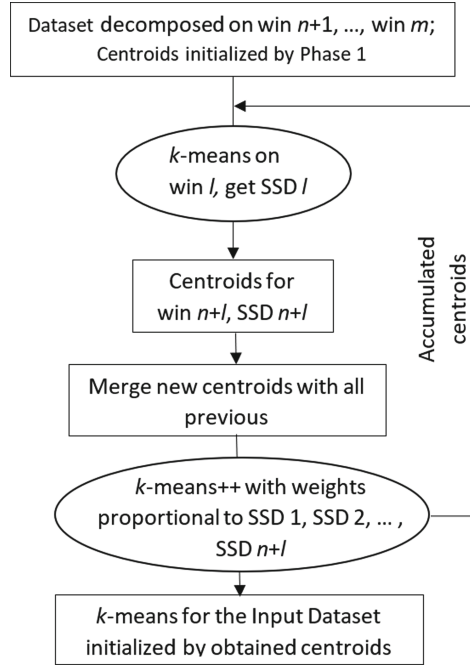 Dataset decomposed on win n+1, ..., win m;
Centroids initialized by Phase 1
k-means on
win l, get SSD l
Centroids for
win n+l, SSD n+l
Merge new centroids with all
previous
k-means++ with weights
proportional to SSD 1, SSD 2, ... ,
SSD n+l
k-means for the Input Dataset
initialized by obtained centroids
Accumulated
centroids